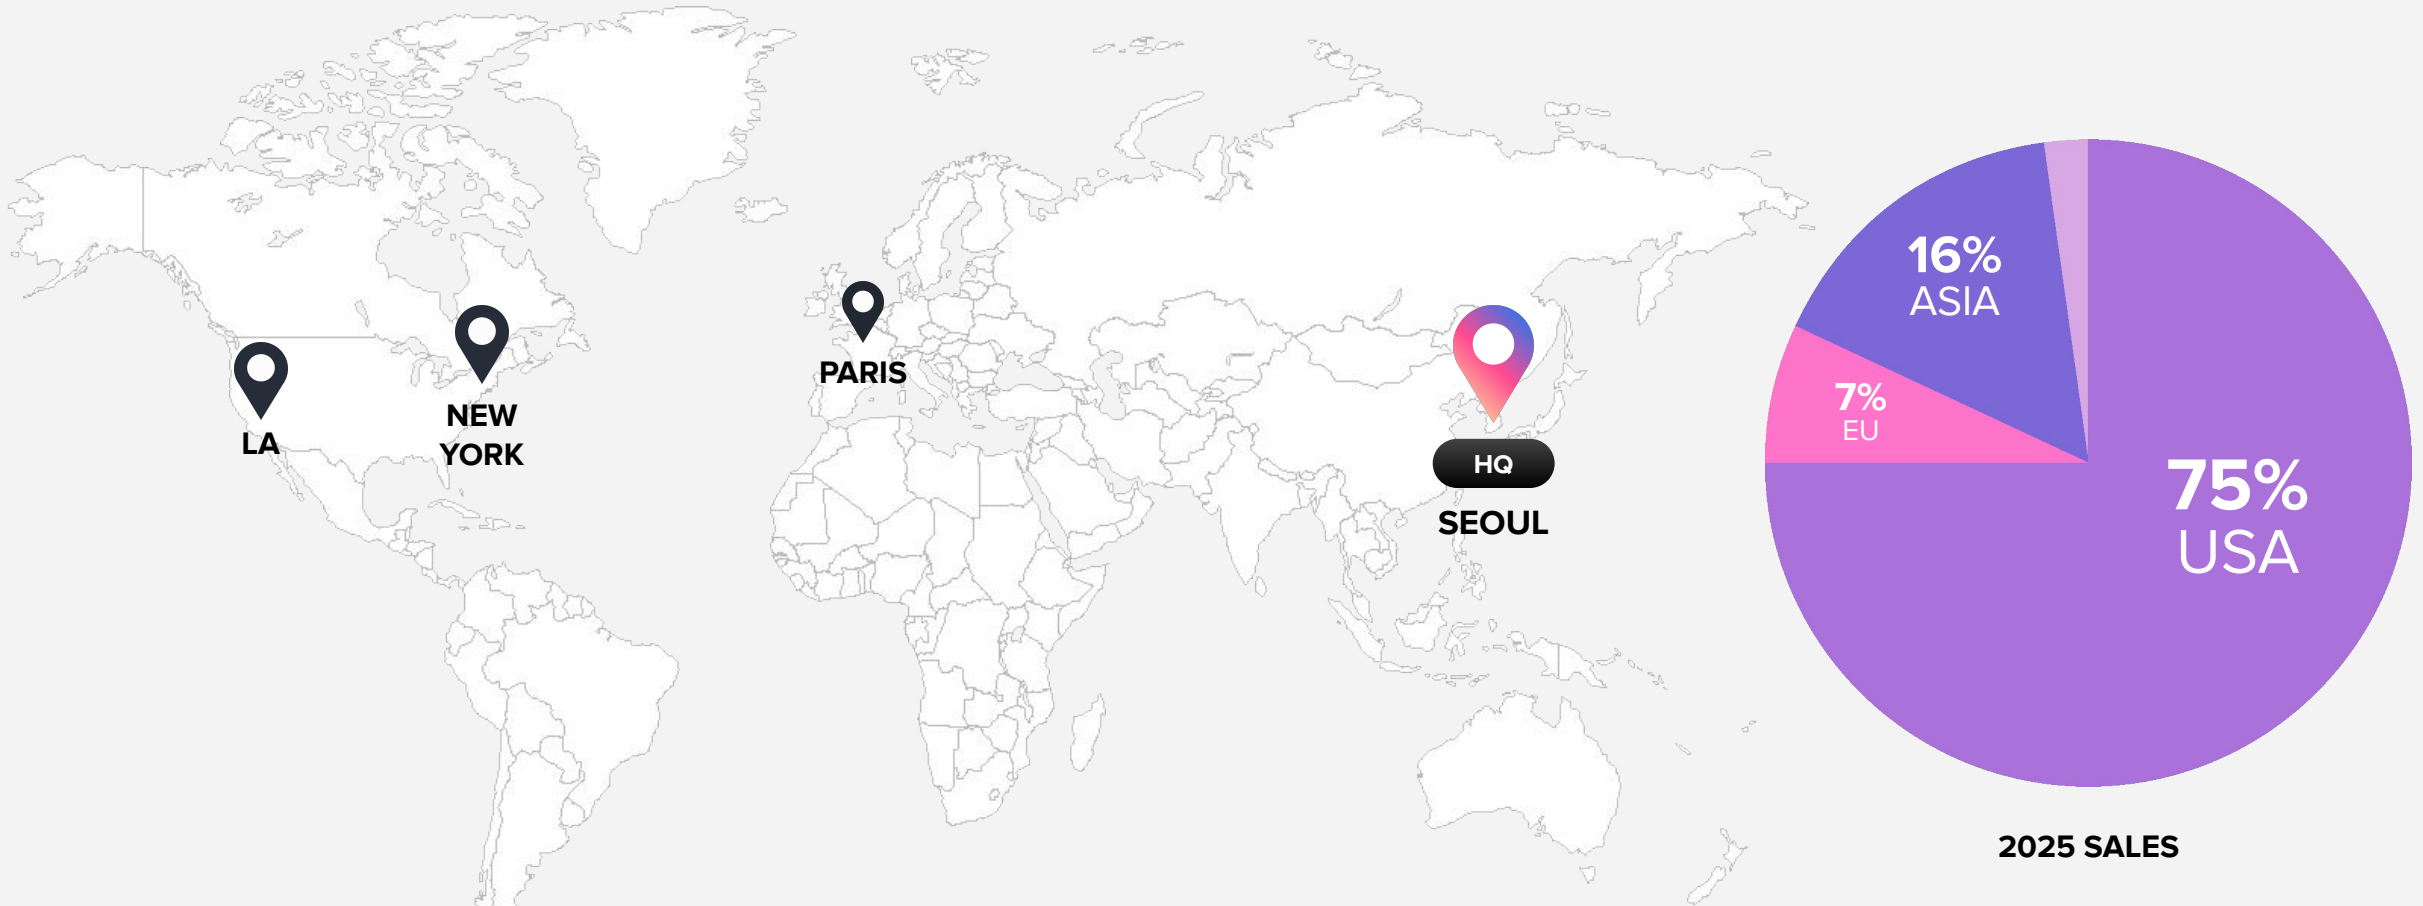 LA
NEW
YORK
PARIS
HQ
SEOUL
16%
ASIA
7%
EU
75%
USA
2025 SALES